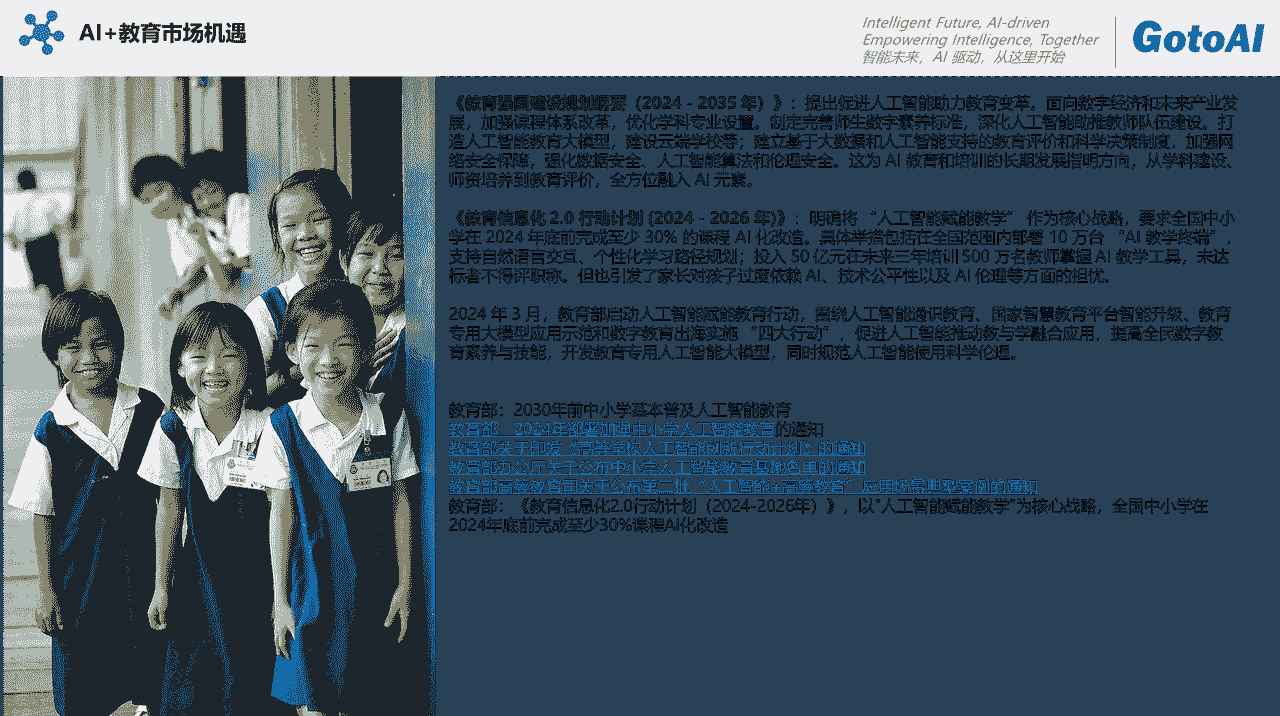 AI+教育市场机遇
Intelligent Future, AI-driven
Empowering Intelligence, Together
智能未来，AI 驱动，从这里开始
GotoAI
《教育强国建设规划纲要（2024 - 2035 年）》：提出促进人工智能助力教育变革。面向数字经济和未来产业发
展，加强课程体系改革，优化学科专业设置。制定完善师生数字素养标准，深化人工智能助推教师队伍建设。打
造人工智能教育大模型，建设云端学校等；建立基于大数据和人工智能支持的教育评价和科学决策制度，加强网
络安全保障，强化数据安全、人工智能算法和伦理安全。这为 AI 教育和培训的长期发展指明方向，从学科建设、
师资培养到教育评价，全方位融入 AI 元素。
《教育信息化 2.0 行动计划 (2024 - 2026 年)》：明确将 “人工智能赋能教学” 作为核心战略，要求全国中小
学在 2024 年底前完成至少 30% 的课程 AI 化改造。具体举措包括在全国范围内部署 10 万台 “AI 教学终端”，
支持自然语言交互、个性化学习路径规划；投入 50 亿元在未来三年培训 500 万名教师掌握 AI 教学工具，未达
标者不得评职称。但也引发了家长对孩子过度依赖 AI、技术公平性以及 AI 伦理等方面的担忧。
2024 年 3 月，教育部启动人工智能赋能教育行动，围绕人工智能通识教育、国家智慧教育平台智能升级、教育
专用大模型应用示范和数字教育出海实施 “四大行动”，促进人工智能推动教与学融合应用，提高全民数字教
育素养与技能，开发教育专用人工智能大模型，同时规范人工智能使用科学伦理。
教育部：2030年前中小学基本普及人工智能教育
教育部：2024年部署加强中小学人工智能教育的通知
教育部关于印发《高等学校人工智能创新行动计划》的通知
教育部办公厅关于公布中小学人工智能教育基地名单的通知
教育部高等教育司关于公布第二批“人工智能+高等教育”应用场景典型案例的通知
教育部：《教育信息化2.0行动计划（2024-2026年）》，以"人工智能赋能教学"为核心战略，全国中小学在
2024年底前完成至少30%课程AI化改造